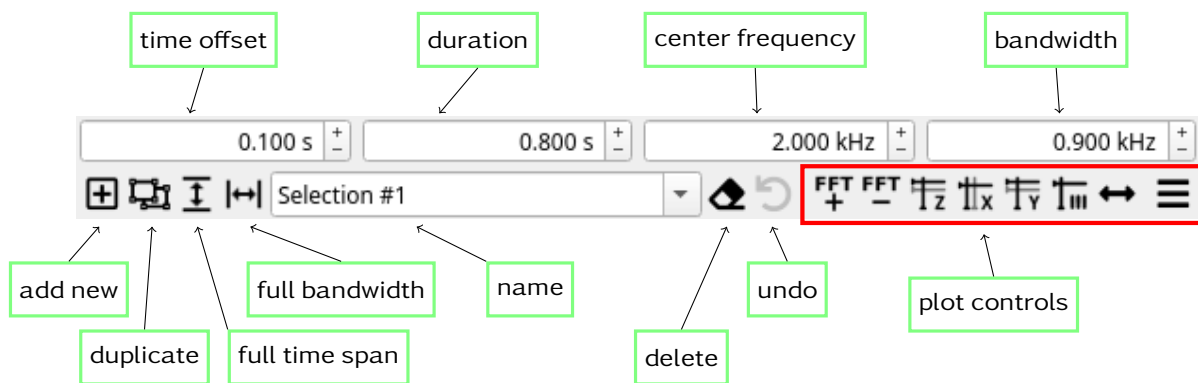 time offset
duration
center frequency
bandwidth
0.100 s
0.800 s
2.000 kHz
0.900 kHz
Selection #1
FFT
+
FFT
−
Z
X
Y
add new
full bandwidth
name
undo
plot controls
duplicate
full time span
delete